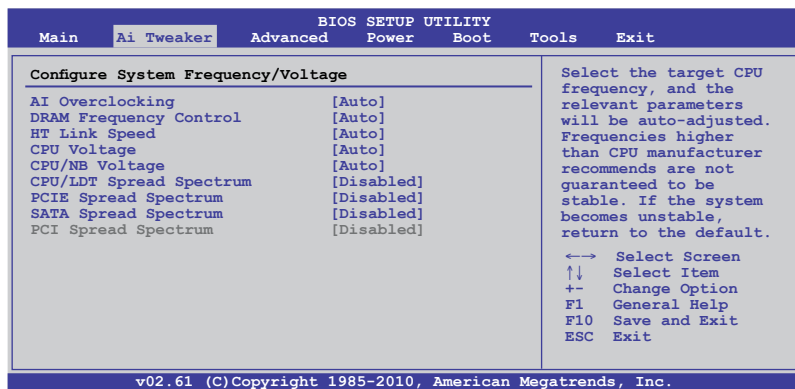 BIOS SETUP UTILITY
Main Ai Tweaker Advanced Power Boot Tools Exit
Configure System Frequency/Voltage
AI Overclocking [Auto]
DRAM Frequency Control [Auto]
HT Link Speed [Auto]
CPU Voltage [Auto]
CPU/NB Voltage [Auto]
CPU/LDT Spread Spectrum [Disabled]
PCIE Spread Spectrum [Disabled]
SATA Spread Spectrum [Disabled]
PCI Spread Spectrum [Disabled]
Select the target CPU
frequency, and the
relevant parameters
will be auto-adjusted.
Frequencies higher
than CPU manufacturer
recommends are not
guaranteed to be
stable. If the system
becomes unstable,
return to the default.
←→ Select Screen
↑↓ Select Item
+- Change Option
F1 General Help
F10 Save and Exit
ESC Exit
v02.61 (C)Copyright 1985-2010, American Megatrends, Inc.